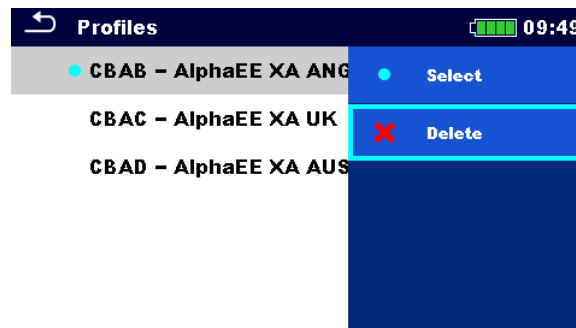 Profiles 09:49
CBAB – AlphaEE XA ANG
Select
CBAC – AlphaEE XA UK
Delete
CBAD – AlphaEE XA AUS